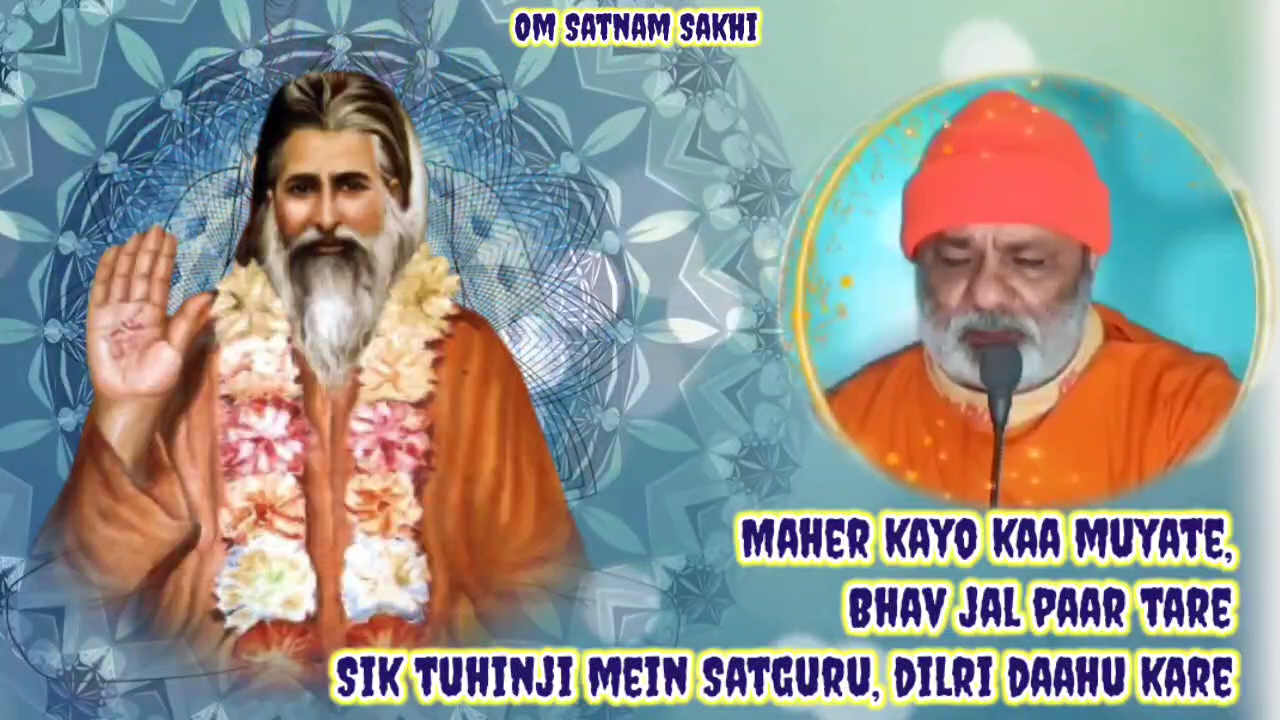 OM SATNAM SAKHI
MAHER KAYO KAA MUYATE,
BHAV JAL PAAR TARE
SIK TUHINJI MEIN SATGURU, DILRI DAAHU KARE